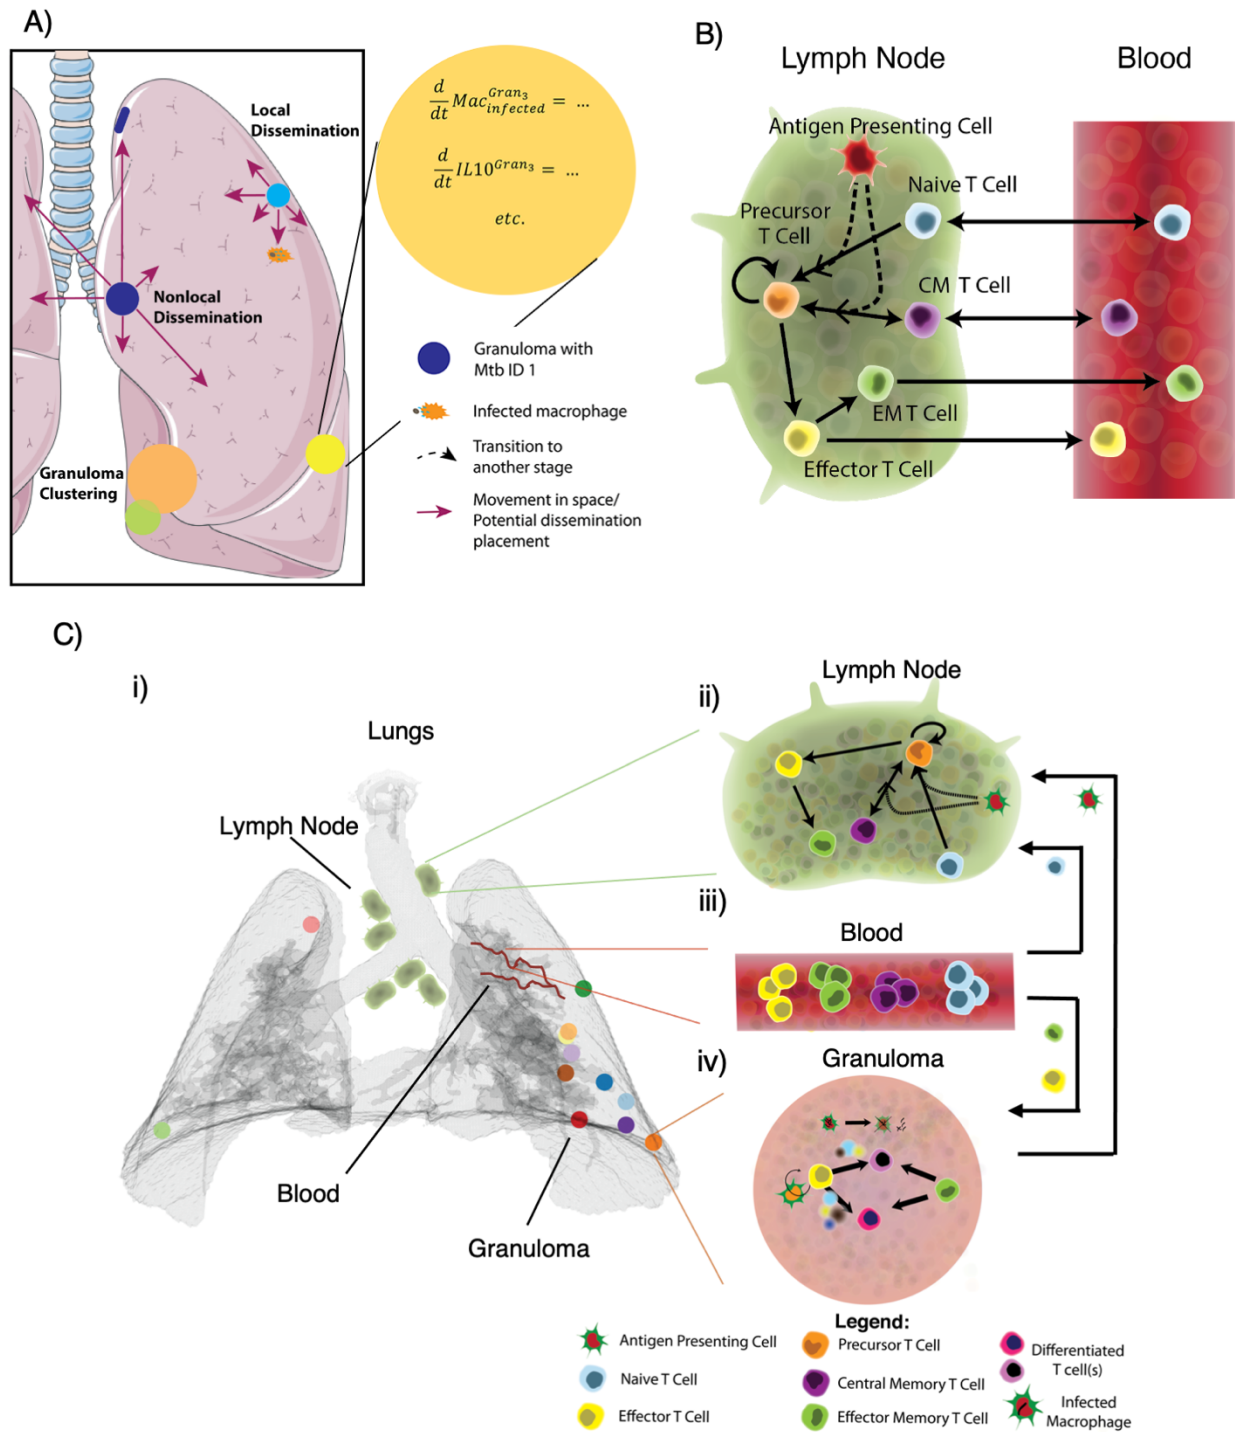 A)
Local
Dissemination
Nonlocal
Dissemination
Granuloma
Clustering
d/dt Mac_infected^Gran₃ = ...
d/dt IL10^Gran₃ = ...
etc.
Granuloma with
Mtb ID 1
Infected macrophage
Transition to
another stage
Movement in space/
Potential dissemination
placement
B)
Lymph Node
Blood
Antigen Presenting Cell
Naive T Cell
Precursor
T Cell
CM T Cell
EM T Cell
Effector T Cell
C)
i)
Lungs
Lymph Node
Blood
Granuloma
ii)
Lymph Node
iii)
Blood
iv)
Granuloma
Legend:
Antigen Presenting Cell
Naive T Cell
Effector T Cell
Precursor T Cell
Central Memory T Cell
Effector Memory T Cell
Differentiated
T cell(s)
Infected
Macrophage